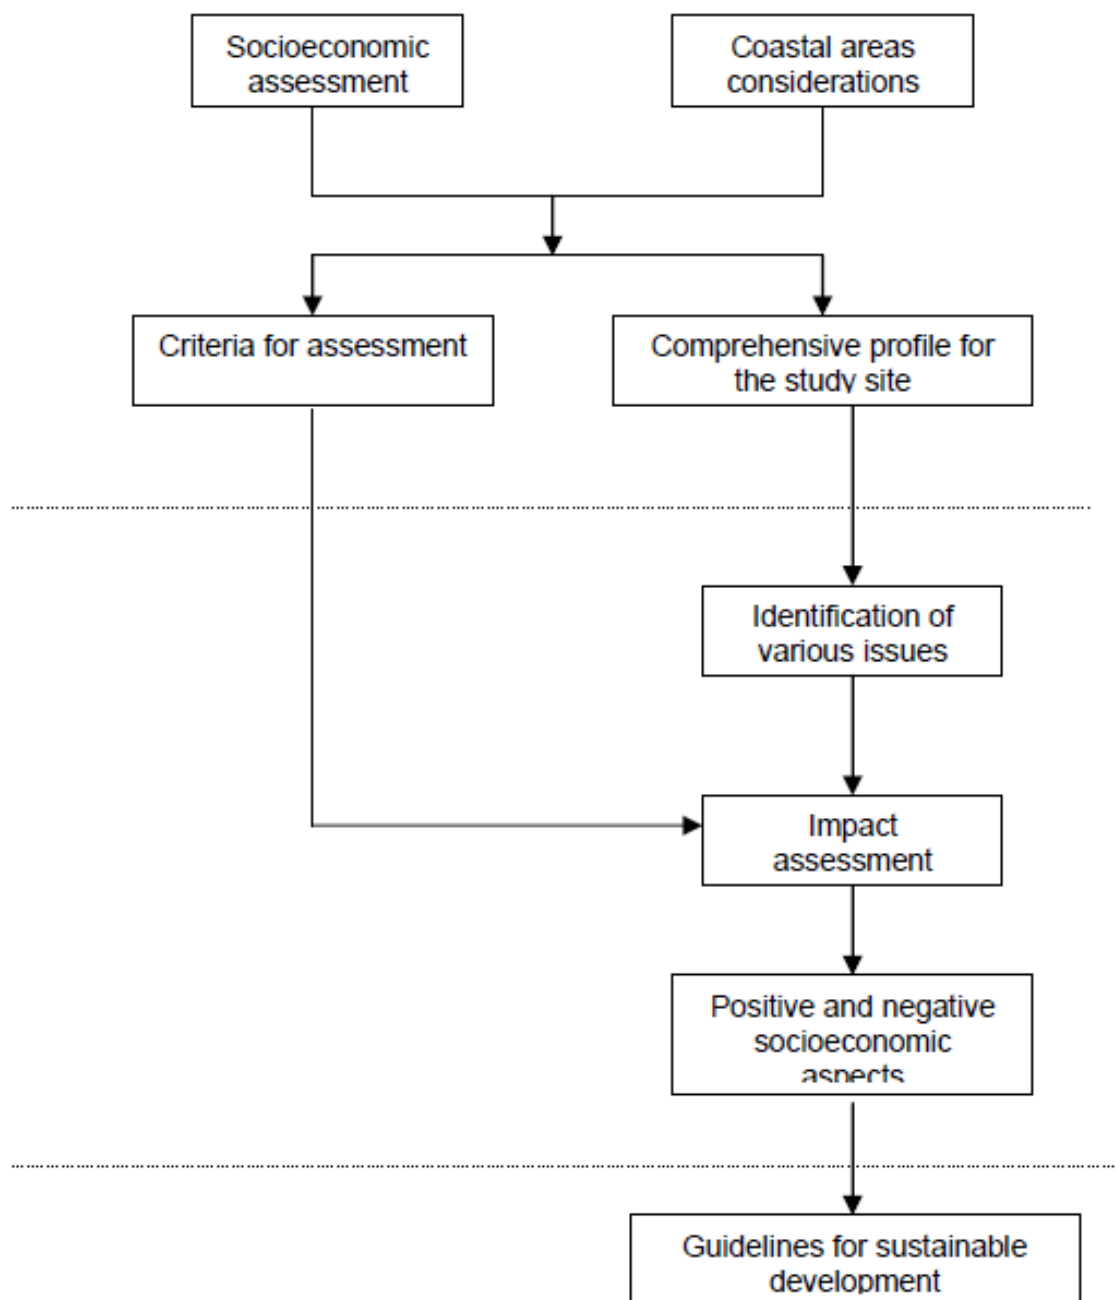 Socioeconomic
assessment
Coastal areas
considerations
Criteria for assessment
Comprehensive profile for
the study site
Identification of
various issues
Impact
assessment
Positive and negative
socioeconomic
aspects
Guidelines for sustainable
development